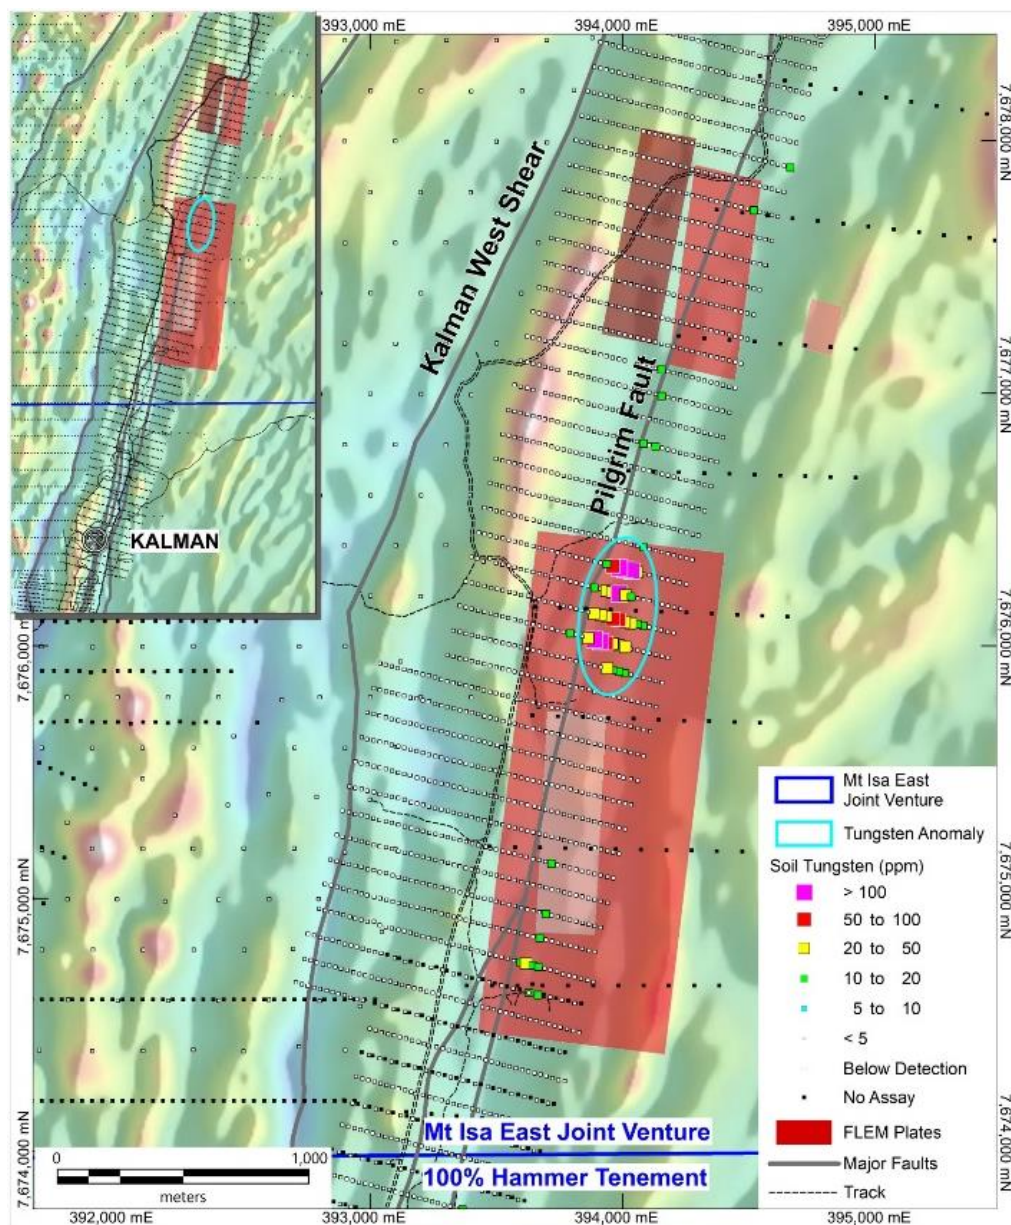 393,000 mE
394,000 mE
395,000 mE
7,678,000 mN
Kalman West Shear
7,677,000 mN
Pilgrim Fault
KALMAN
7,676,000 mN
7,676,000 mN
Mt Isa East
Joint Venture
Tungsten Anomaly
Soil Tungsten (ppm)
> 100
50 to 100
20 to 50
10 to 20
5 to 10
< 5
Below Detection
No Assay
FLEM Plates
Major Faults
Track
7,675,000 mN
7,675,000 mN
Mt Isa East Joint Venture
100% Hammer Tenement
7,674,000 mN
7,674,000 mN
0
1,000
meters
392,000 mE
393,000 mE
394,000 mE
395,000 mE